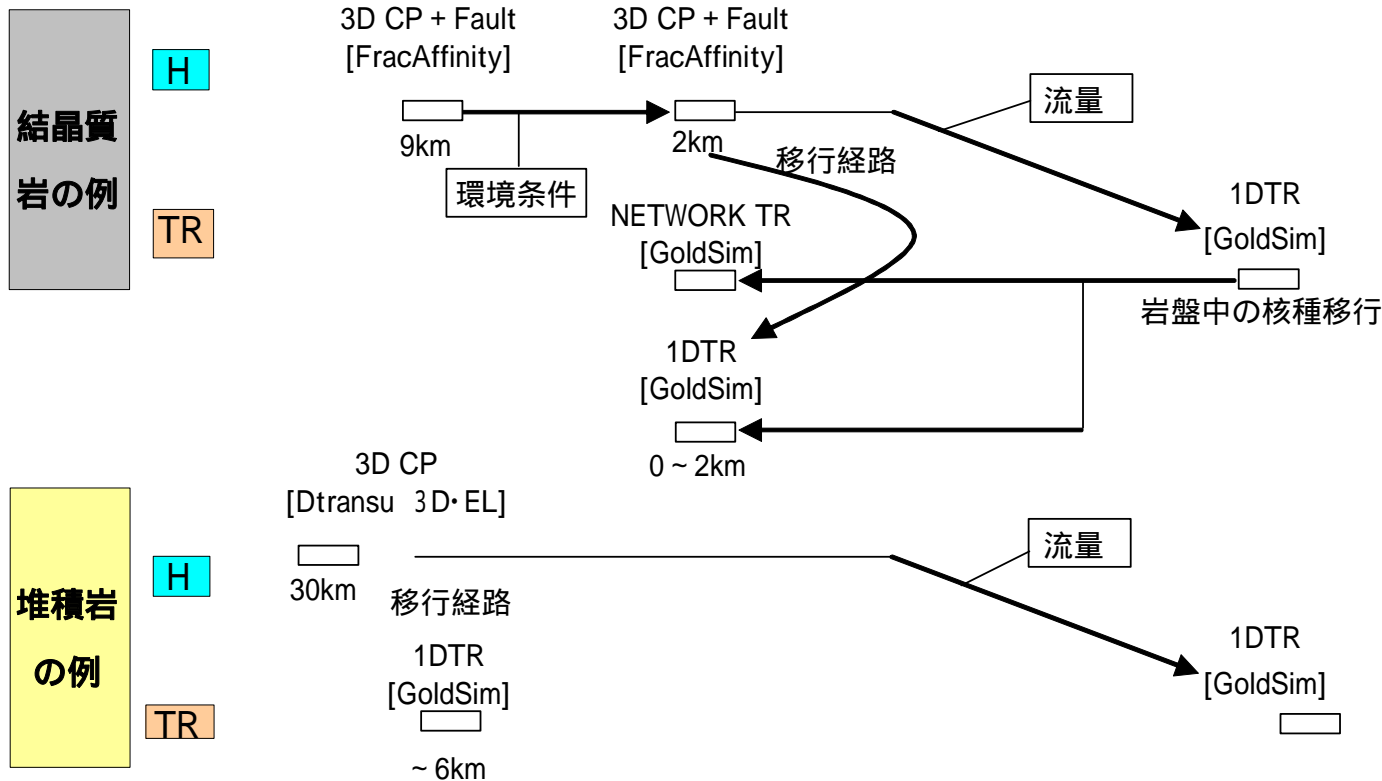 結晶質
岩の例
H
TR
3D CP + Fault
[FracAffinity]
9km
環境条件
3D CP + Fault
[FracAffinity]
2km
移行経路
流量
NETWORK TR
[GoldSim]
1DTR
[GoldSim]
岩盤中の核種移行
1DTR
[GoldSim]
0 ~ 2km
堆積岩
の例
H
TR
3D CP
[Dtransu 3D・EL]
30km
移行経路
1DTR
[GoldSim]
~ 6km
流量
1DTR
[GoldSim]